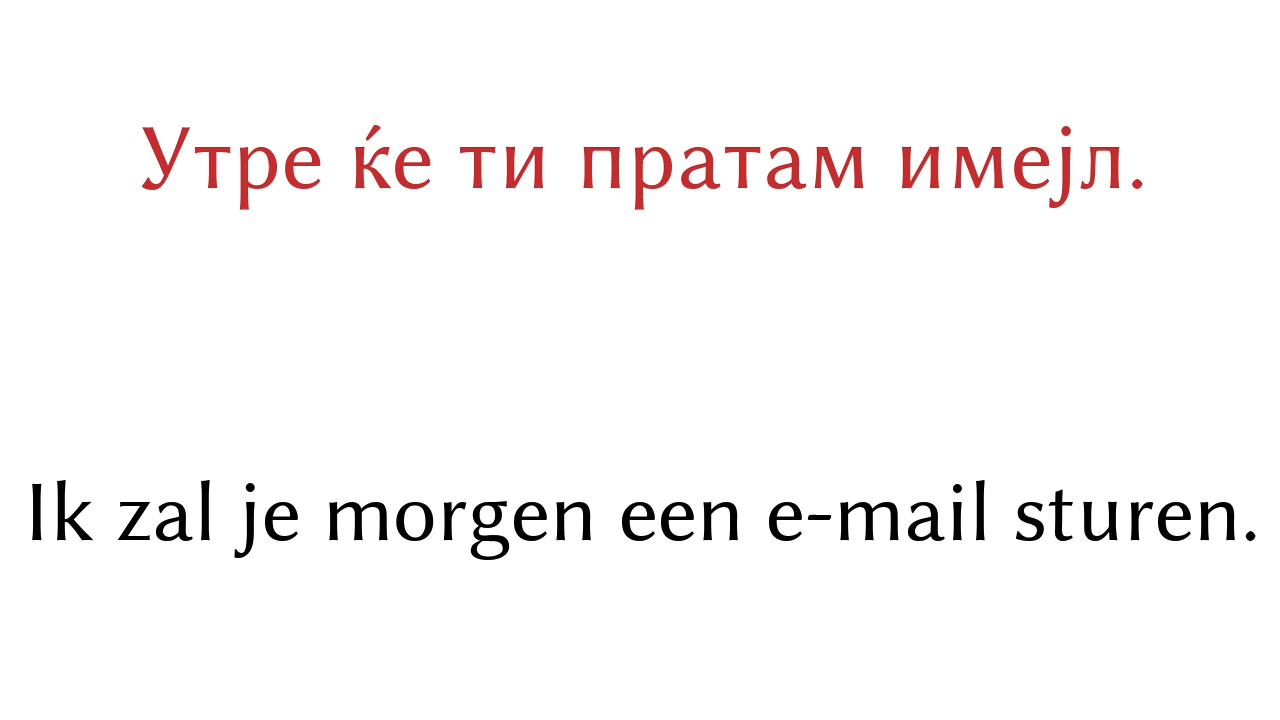 Утре ќе ти пратам имејл.
Ik zal je morgen een e-mail sturen.